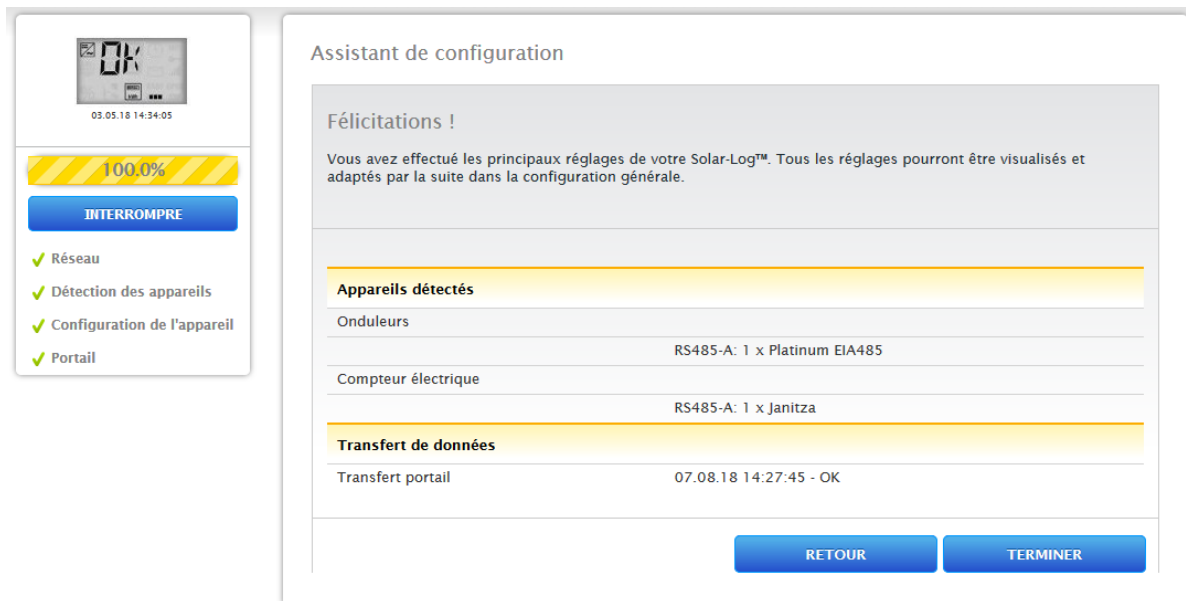 OK
03.05.18 14:34:05
100.0%
INTERROMPRE
Réseau
Détection des appareils
Configuration de l'appareil
Portail
Assistant de configuration
Félicitations !
Vous avez effectué les principaux réglages de votre Solar-Log™. Tous les réglages pourront être visualisés et
adaptés par la suite dans la configuration générale.
Appareils détectés
Onduleurs
RS485-A: 1 x Platinum EIA485
Compteur électrique
RS485-A: 1 x Janitza
Transfert de données
Transfert portail 07.08.18 14:27:45 - OK
RETOUR TERMINER